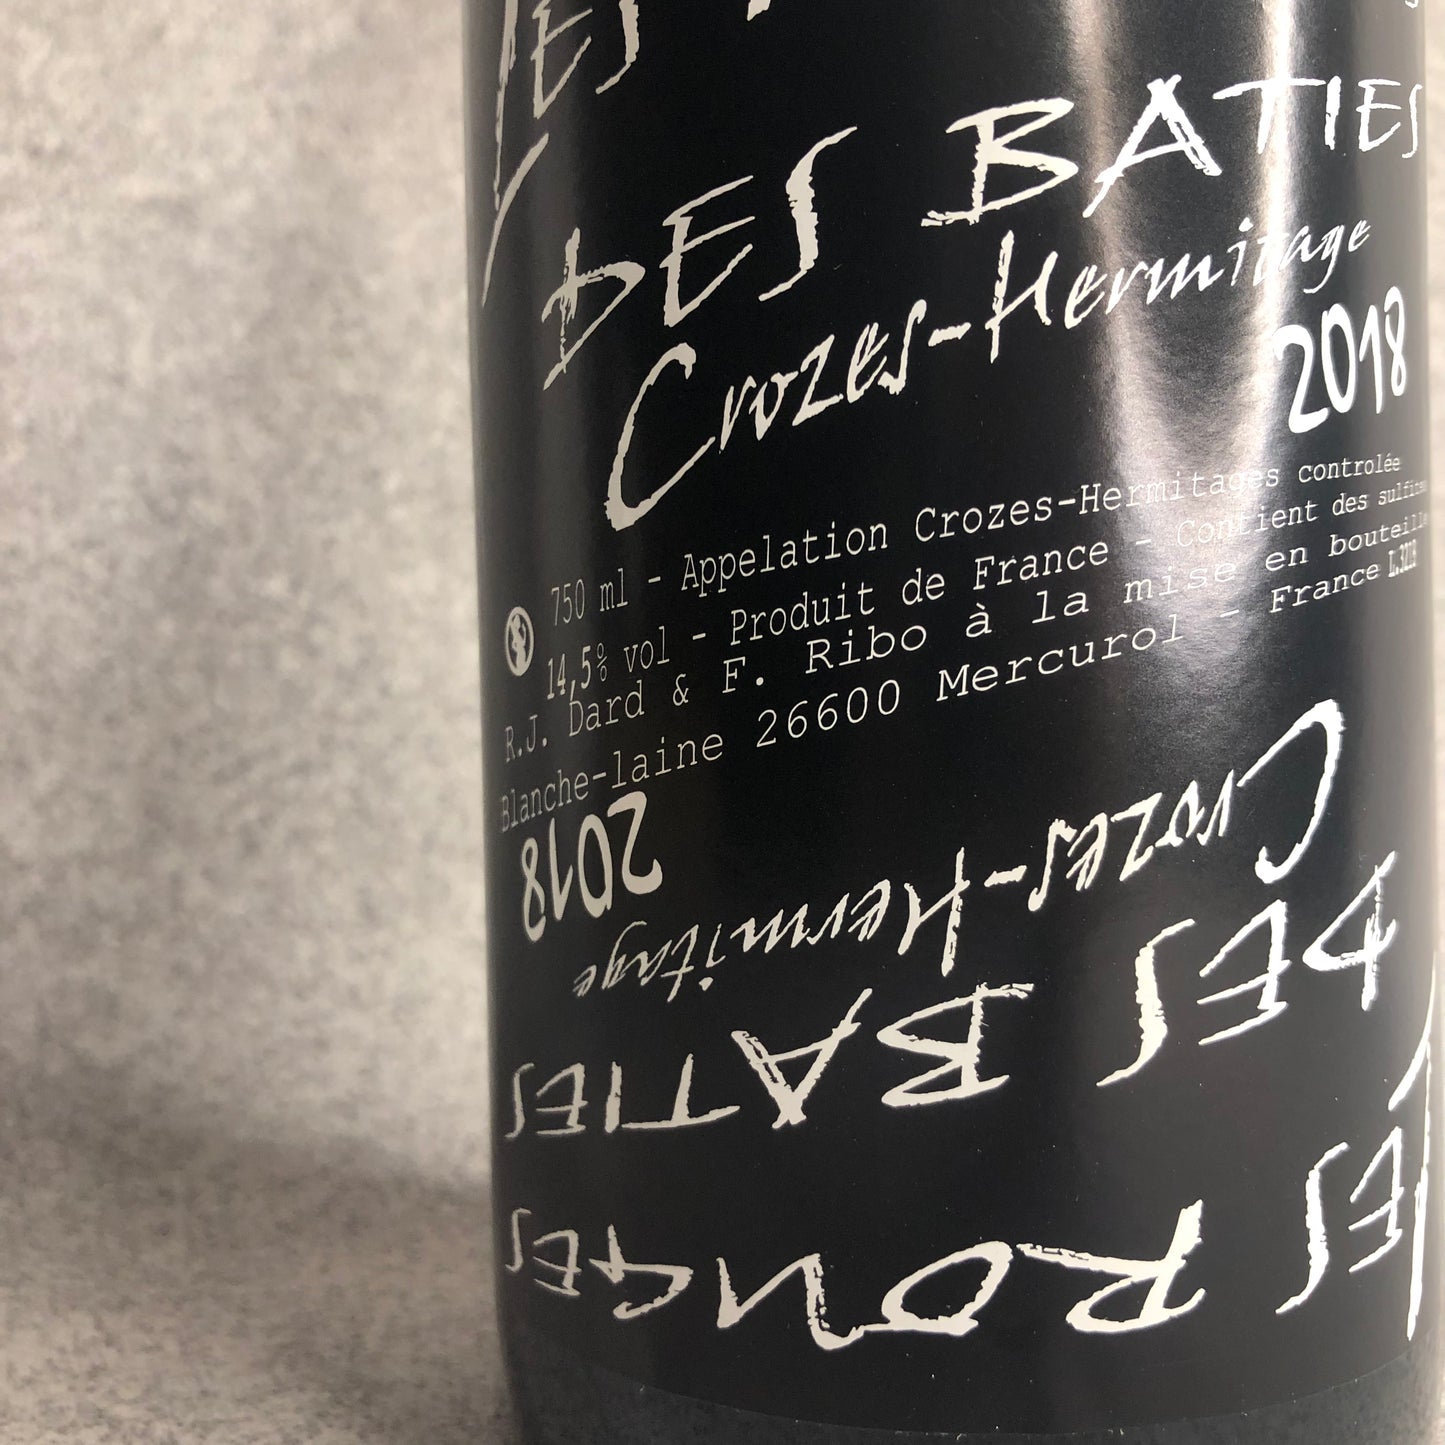 LES
DES BATIES
Crozes-Hermitage
2018
750 ml - Appelation Crozes-Hermitages controlée
14,5% vol - Produit de France - Contient des sulfites
R.J. Dard & F. Ribo à la mise en bouteille
Blanche-laine 26600 Mercurol - France L.3218
2018
Crozes-Hermitage
DES BATIES
LES ROUGES